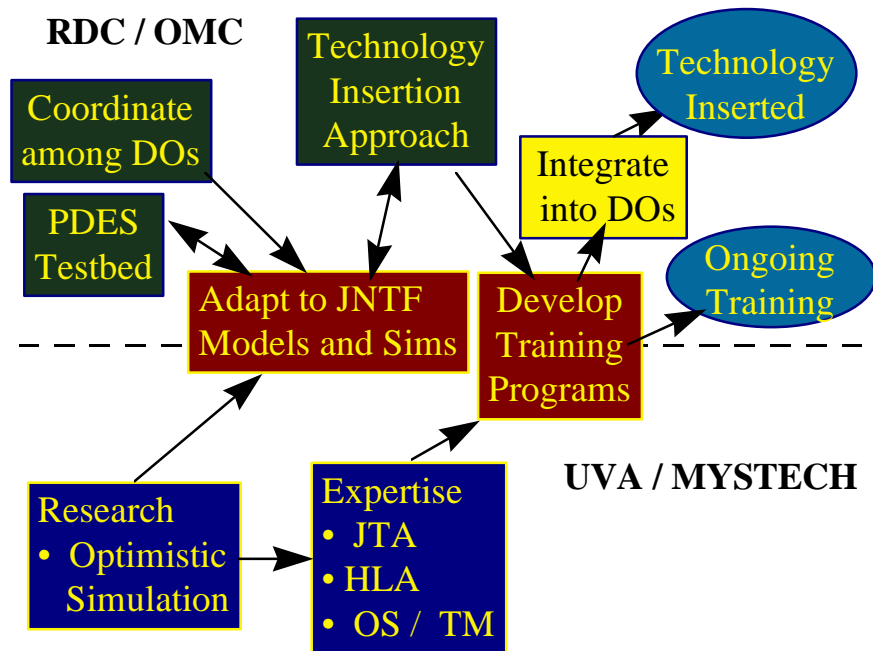 RDC / OMC
Technology
Insertion
Approach
Technology
Inserted
Coordinate
among DOs
Integrate
into DOs
PDES
Testbed
Ongoing
Training
Adapt to JNTF
Models and Sims
Develop
Training
Programs
UVA / MYSTECH
Research
• Optimistic
Simulation
Expertise
• JTA
• HLA
• OS / TM